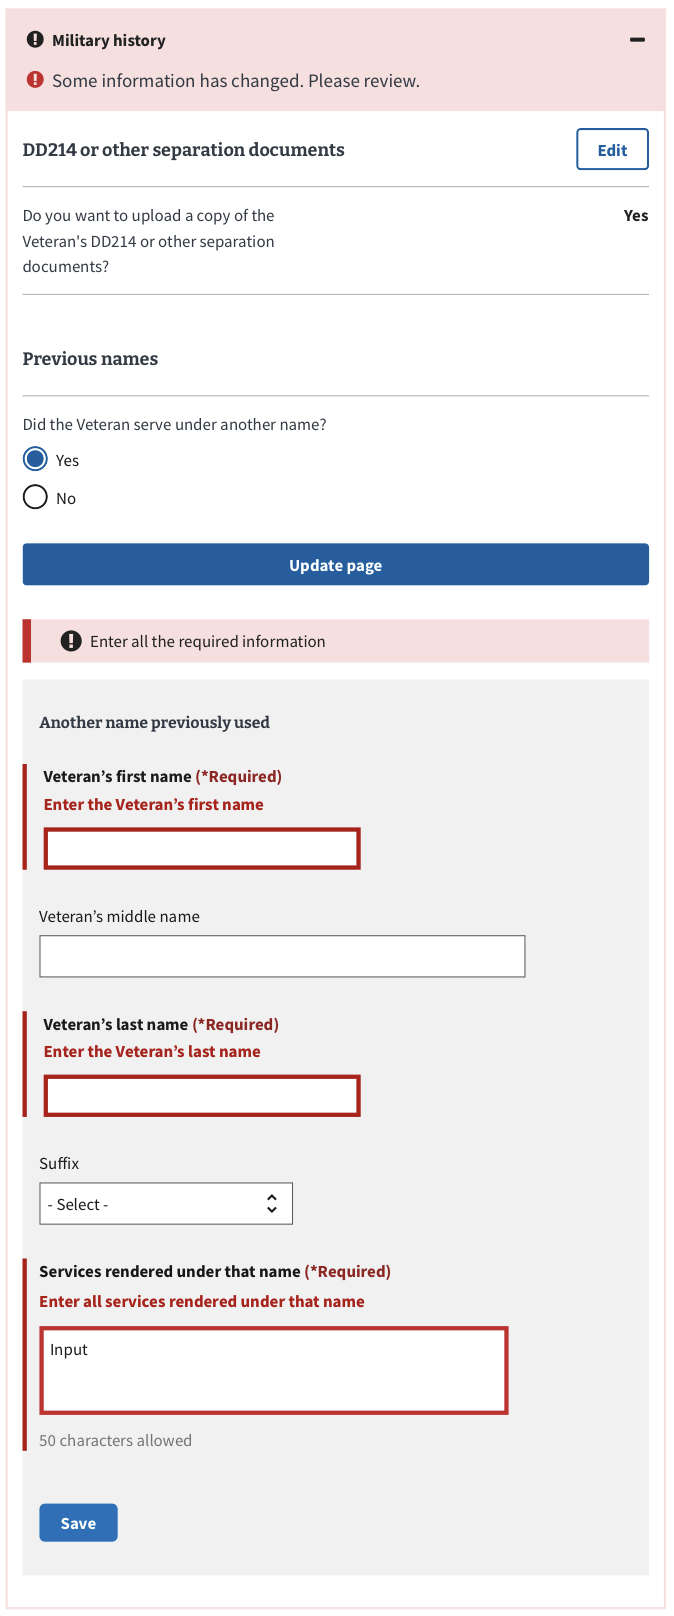 Military history
Some information has changed. Please review.
DD214 or other separation documents
Edit
Do you want to upload a copy of the
Veteran's DD214 or other separation
documents?
Yes
Previous names
Did the Veteran serve under another name?
Yes
No
Update page
Enter all the required information
Another name previously used
Veteran’s first name (*Required)
Enter the Veteran’s first name
Veteran’s middle name
Veteran’s last name (*Required)
Enter the Veteran’s last name
Suffix
- Select -
Services rendered under that name (*Required)
Enter all services rendered under that name
Input
50 characters allowed
Save